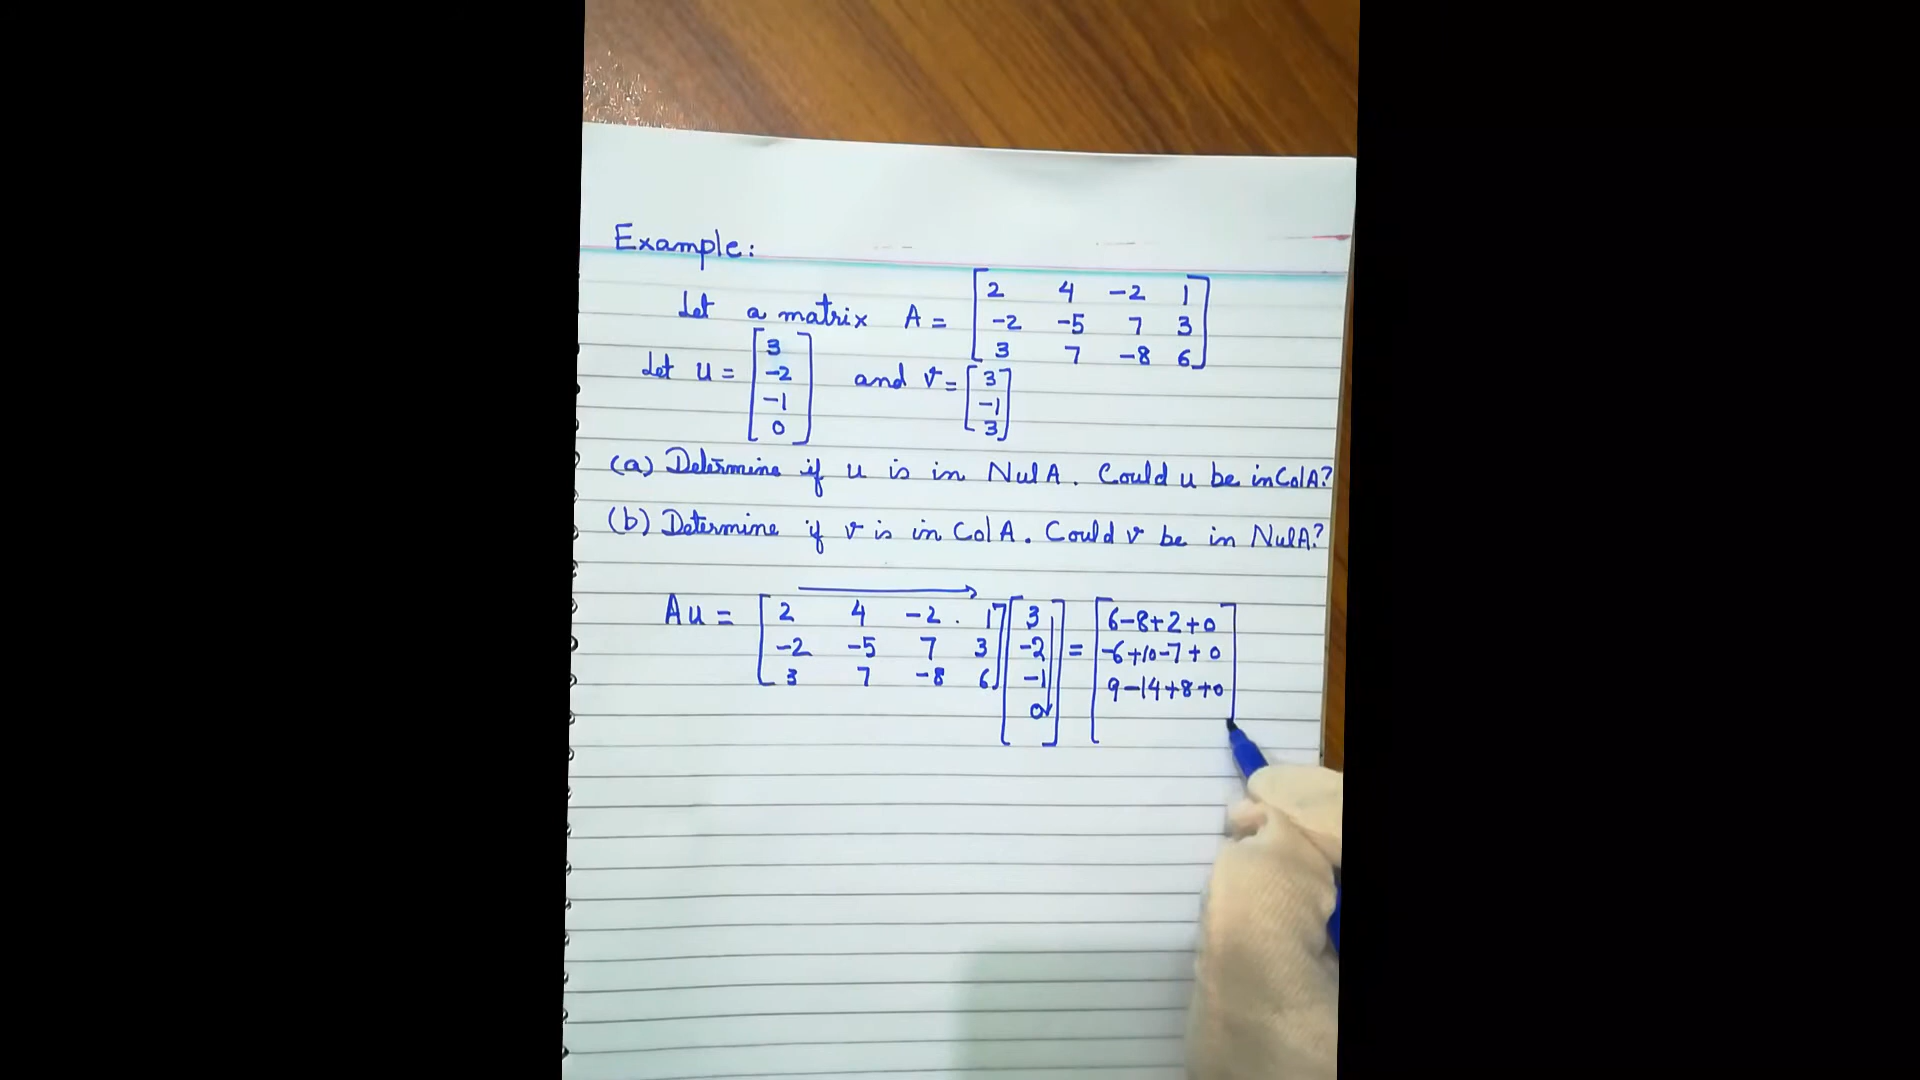 Example:
Let a matrix A = [2 4 -2 1
-2 -5 7 3
3 7 -8 6]
Let u = [3
-2
-1
0] and v = [3
-1
3]
(a) Determine if u is in Nul A. Could u be in Col A?
(b) Determine if v is in Col A. Could v be in Nul A?
Au = [2 4 -2 . 1
-2 -5 7 3
3 7 -8 6] [3
-2
-1
0] = [6-8+2+0
-6+10-7+0
9-14+8+0]